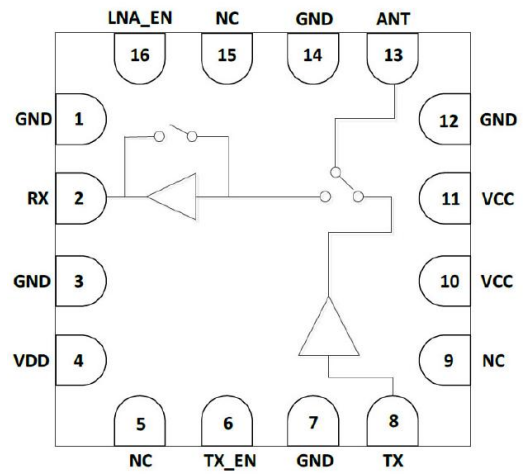 LNA_EN NC GND ANT
16 15 14 13
GND 1 12 GND
RX 2 11 VCC
GND 3 10 VCC
VDD 4 9 NC
5 6 7 8
NC TX_EN GND TX